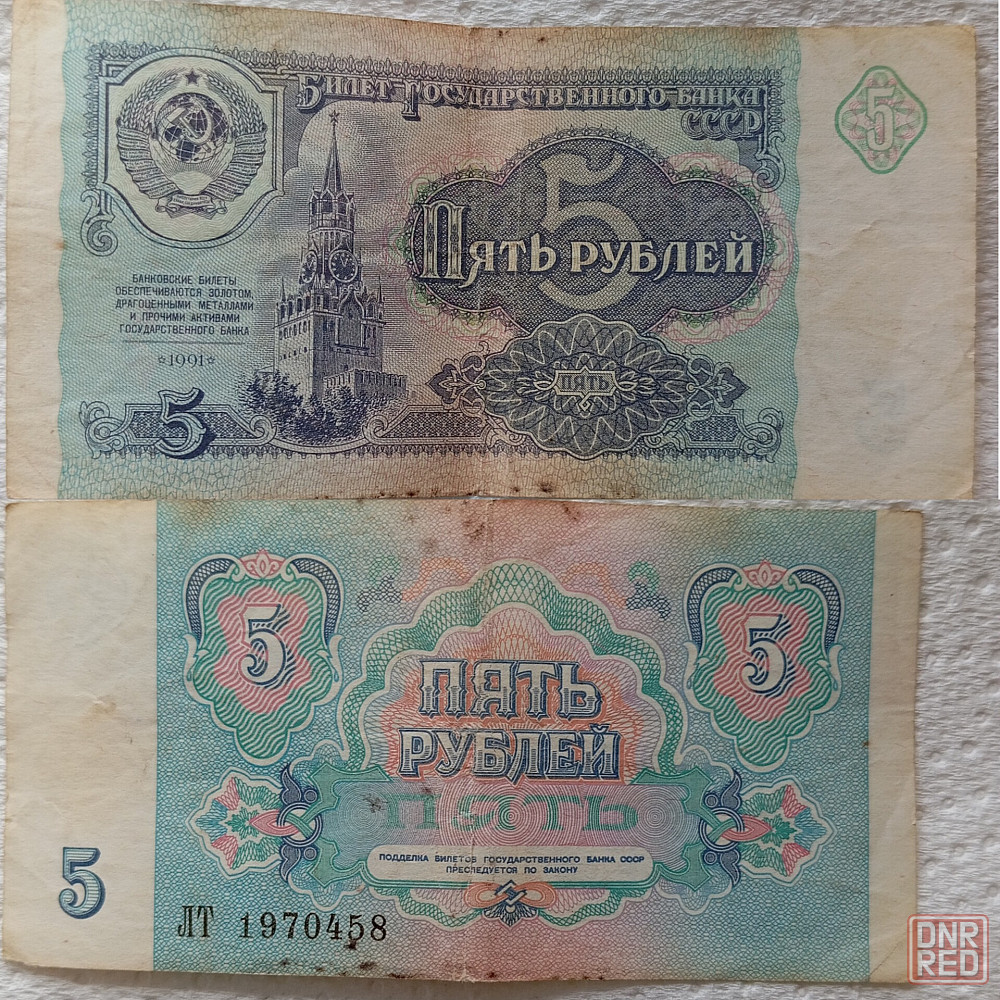 Билет Государственного банка
СССР
5
5
Пять рублей
БАНКОВСКИЕ БИЛЕТЫ
ОБЕСПЕЧИВАЮТСЯ ЗОЛОТОМ,
ДРАГОЦЕННЫМИ МЕТАЛЛАМИ
И ПРОЧИМИ АКТИВАМИ
ГОСУДАРСТВЕННОГО БАНКА
☆1991☆
ПЯТЬ
5
5
5
ПЯТЬ
РУБЛЕЙ
ПЯТЬ
ПОДДЕЛКА БИЛЕТОВ ГОСУДАРСТВЕННОГО БАНКА СССР
ПРЕСЛЕДУЕТСЯ ПО ЗАКОНУ
5
ЛТ 1970458
DNR
RED